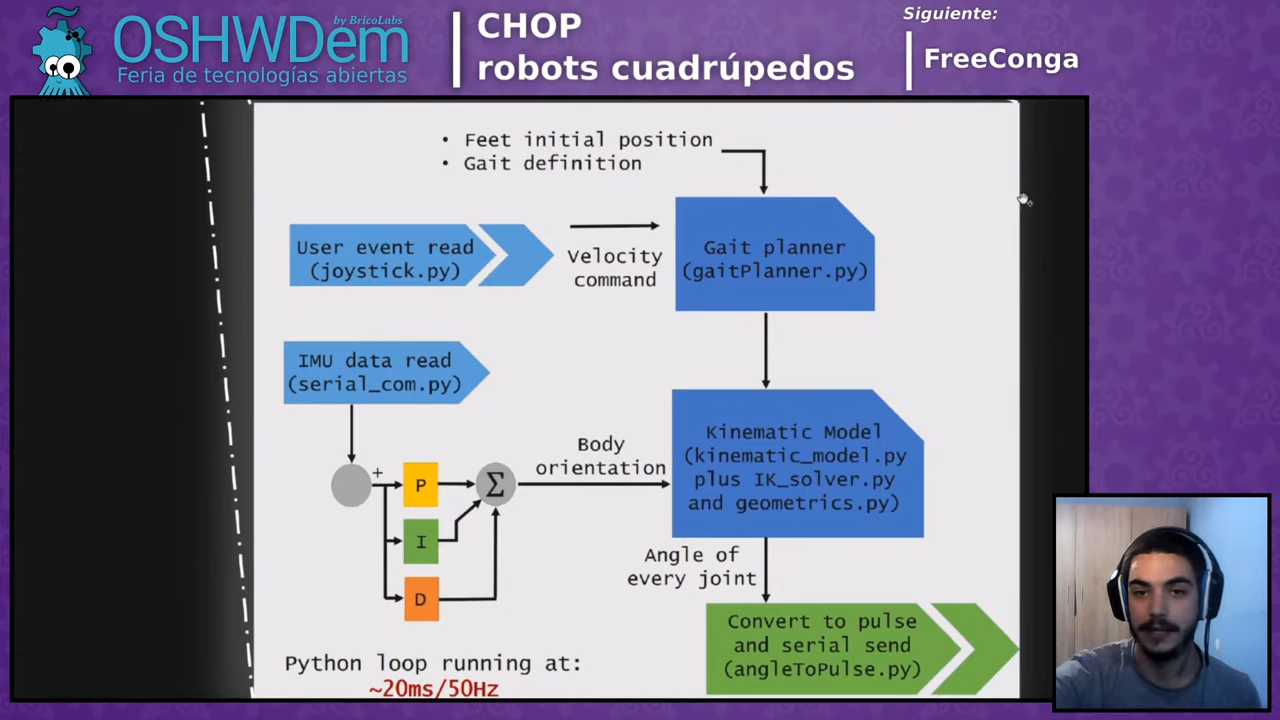 OSHWDem
by BricoLabs
Feria de tecnologías abiertas
CHOP
robots cuadrúpedos
Siguiente:
FreeConga
• Feet initial position
• Gait definition
User event read
(joystick.py)
Velocity
command
Gait planner
(gaitPlanner.py)
IMU data read
(serial_com.py)
+
P
I
D
Σ
Body
orientation
Kinematic Model
(kinematic_model.py
plus IK_solver.py
and geometrics.py)
Angle of
every joint
Convert to pulse
and serial send
(angleToPulse.py)
Python loop running at:
~20ms/50Hz